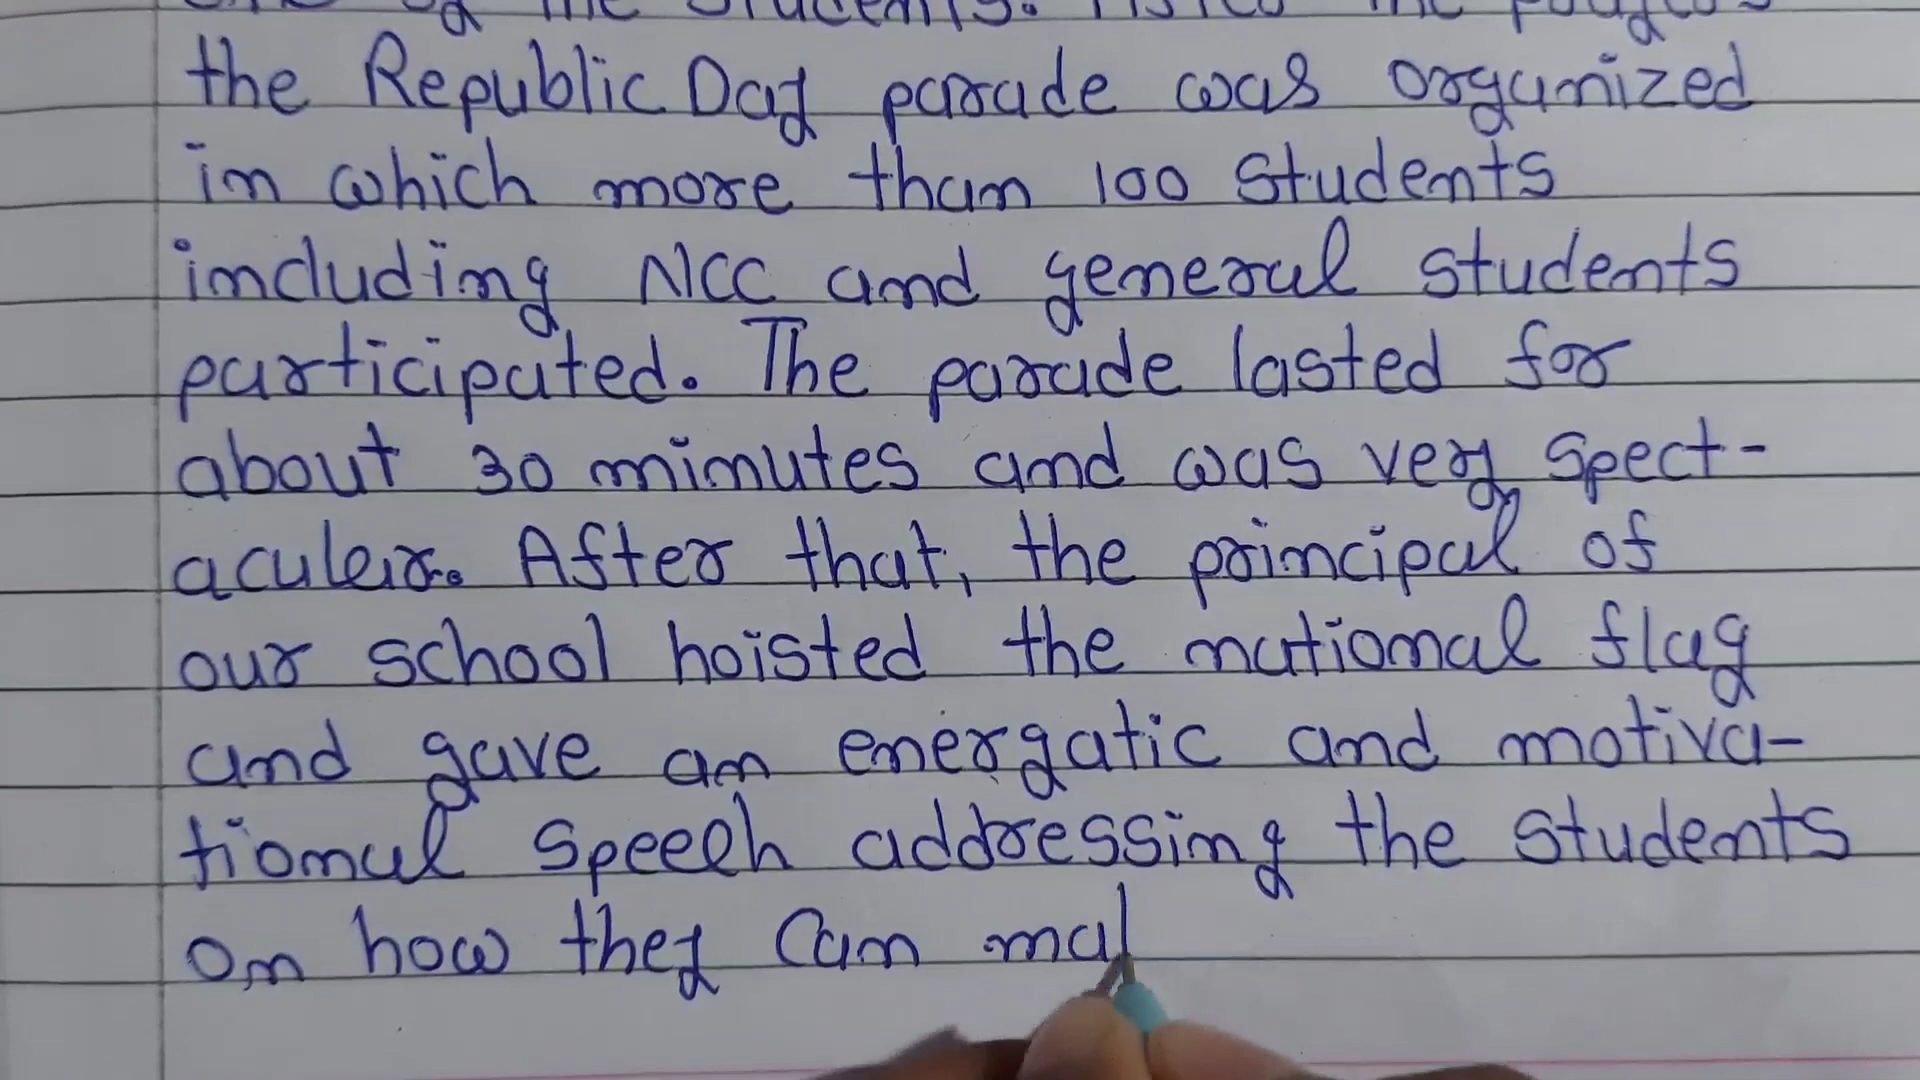 the students.
the Republic Day parade was organized
in which more than 100 students
including NCC and general students
participated. The parade lasted for
about 30 minutes and was very spect-
aculer. After that, the principal of
our school hoisted the national flag
and gave an energatic and motiva-
tional speech addressing the students
on how they can